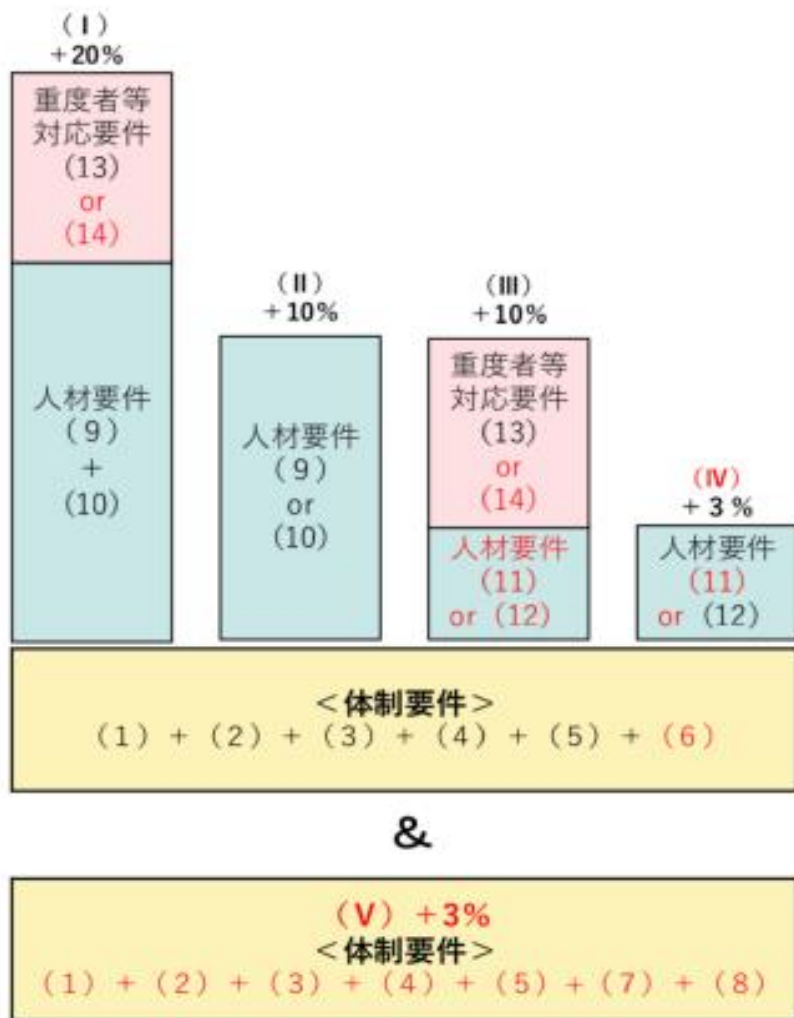 (Ⅰ)
+20%
重度者等
対応要件
(13)
or
(14)
人材要件
(9)
+
(10)
(Ⅱ)
+10%
人材要件
(9)
or
(10)
(Ⅲ)
+10%
重度者等
対応要件
(13)
or
(14)
人材要件
(11)
or (12)
(Ⅳ)
+3%
人材要件
(11)
or (12)
<体制要件>
(1) + (2) + (3) + (4) + (5) + (6)
&
(Ⅴ) +3%
<体制要件>
(1) + (2) + (3) + (4) + (5) + (7) + (8)